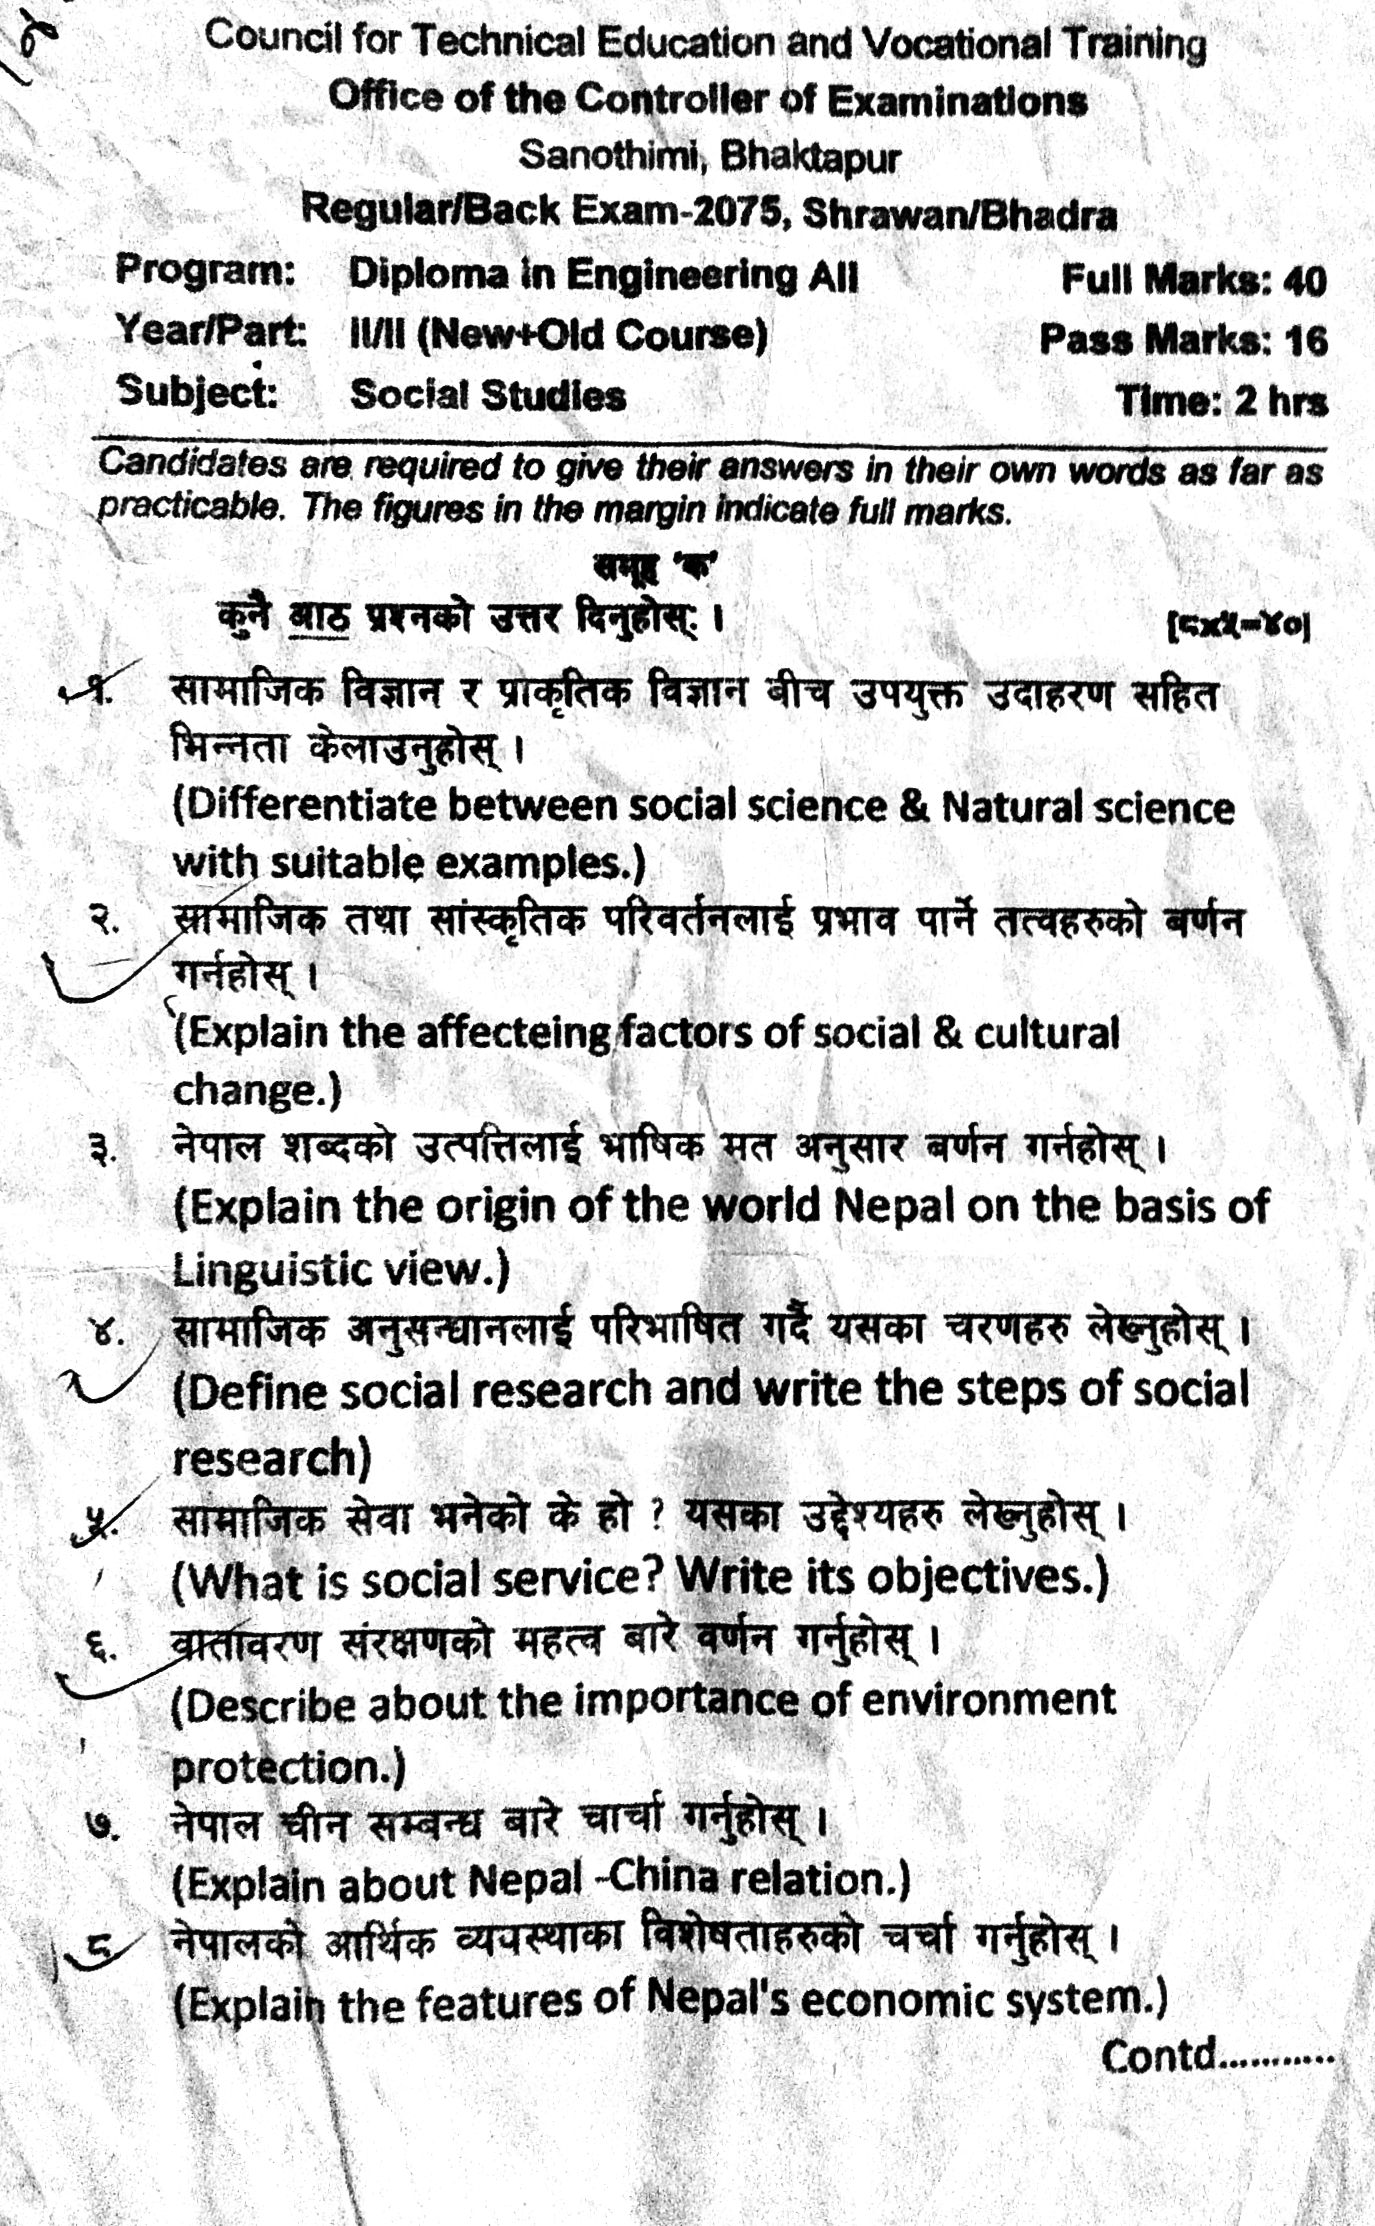 Council for Technical Education and Vocational Training
Office of the Controller of Examinations
Sanothimi, Bhaktapur
Regular/Back Exam-2075, Shrawan/Bhadra
Program: Diploma in Engineering All Full Marks: 40
Year/Part: II/II (New+Old Course) Pass Marks: 16
Subject: Social Studies Time: 2 hrs
Candidates are required to give their answers in their own words as far as
practicable. The figures in the margin indicate full marks.
समूह 'क'
कुनै आठ प्रश्नको उत्तर दिनुहोस्: । [८x५=४०]
१. सामाजिक विज्ञान र प्राकृतिक विज्ञान बीच उपयुक्त उदाहरण सहित
भिन्नता केलाउनुहोस् ।
(Differentiate between social science & Natural science
with suitable examples.)
२. सामाजिक तथा सांस्कृतिक परिवर्तनलाई प्रभाव पार्ने तत्वहरुको बर्णन
गर्नहोस् ।
(Explain the affecteing factors of social & cultural
change.)
३. नेपाल शब्दको उत्पत्तिलाई भाषिक मत अनुसार बर्णन गर्नहोस् ।
(Explain the origin of the world Nepal on the basis of
Linguistic view.)
४. सामाजिक अनुसन्धानलाई परिभाषित गर्दै यसका चरणहरु लेख्नुहोस् ।
(Define social research and write the steps of social
research)
५. सामाजिक सेवा भनेको के हो ? यसका उद्देश्यहरु लेख्नुहोस् ।
(What is social service? Write its objectives.)
६. वातावरण संरक्षणको महत्व बारे वर्णन गर्नुहोस् ।
(Describe about the importance of environment
protection.)
७. नेपाल चीन सम्बन्ध बारे चार्चा गर्नुहोस् ।
(Explain about Nepal -China relation.)
८ नेपालको आर्थिक व्यवस्थाका विशेषताहरुको चर्चा गर्नुहोस् ।
(Explain the features of Nepal's economic system.)
Contd...........